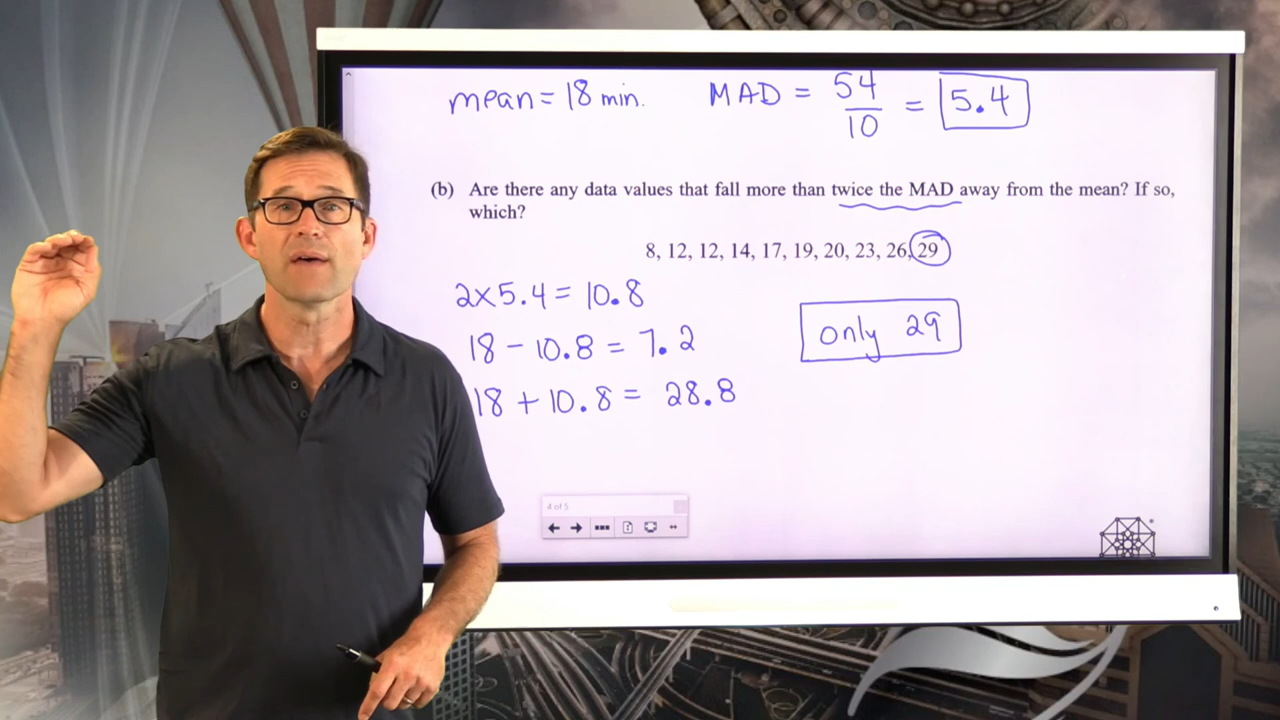 mean = 18 min. MAD = 54/10 = 5.4
(b) Are there any data values that fall more than twice the MAD away from the mean? If so,
which?
8, 12, 12, 14, 17, 19, 20, 23, 26, 29
2x5.4 = 10.8
18 - 10.8 = 7.2
only 29
18 + 10.8 = 28.8
4 of 5